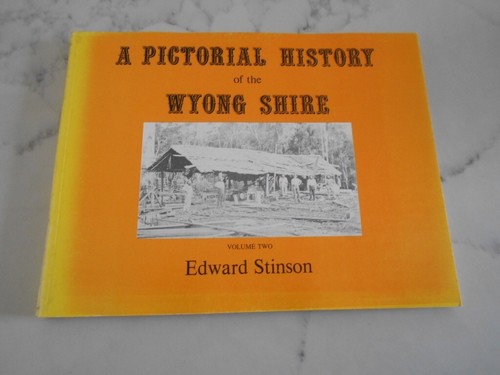 A PICTORIAL HISTORY
of the
WYONG SHIRE
VOLUME TWO
Edward Stinson